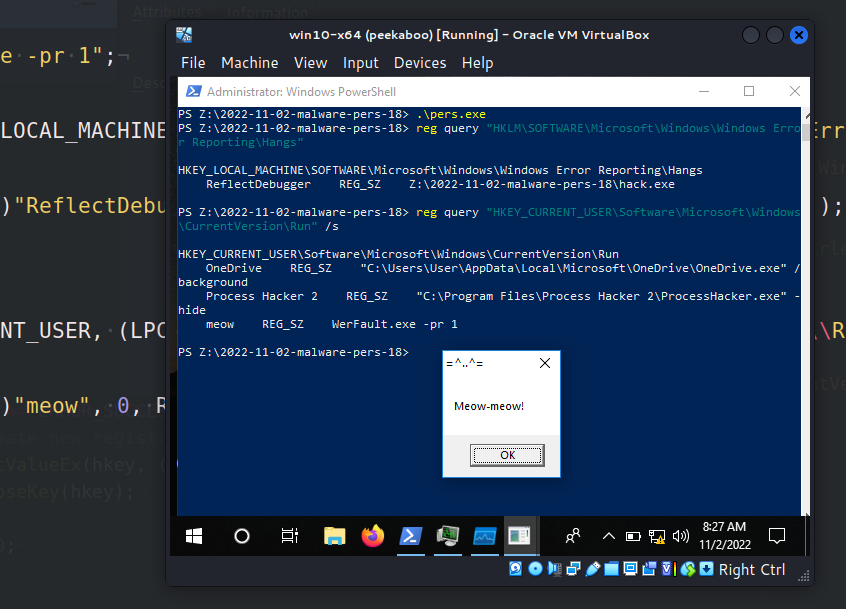 Attributes Information
win10-x64 (peekaboo) [Running] - Oracle VM VirtualBox
e·-pr·1";¬
File Machine View Input Devices Help
Administrator: Windows PowerShell
PS Z:\2022-11-02-malware-pers-18> .\pers.exe
PS Z:\2022-11-02-malware-pers-18> reg query "HKLM\SOFTWARE\Microsoft\Windows\Windows Erro
LOCAL_MACHINE
r Reporting\Hangs"
HKEY_LOCAL_MACHINE\SOFTWARE\Microsoft\Windows\Windows Error Reporting\Hangs
ReflectDebugger REG_SZ Z:\2022-11-02-malware-pers-18\hack.exe
)"ReflectDebu
);
PS Z:\2022-11-02-malware-pers-18> reg query "HKEY_CURRENT_USER\Software\Microsoft\Windows
\CurrentVersion\Run" /s
HKEY_CURRENT_USER\Software\Microsoft\Windows\CurrentVersion\Run
OneDrive REG_SZ "C:\Users\User\AppData\Local\Microsoft\OneDrive\OneDrive.exe" /
background
Process Hacker 2 REG_SZ "C:\Program Files\Process Hacker 2\ProcessHacker.exe" -
hide
meow REG_SZ WerFault.exe -pr 1
NT_USER,·(LPC
\\R
PS Z:\2022-11-02-malware-pers-18>
=^..^=
Meow-meow!
)"meow",·0,·R
OK
tValueEx(hkey, (
oseKey(hkey);
);
8:27 AM
11/2/2022
Right Ctrl